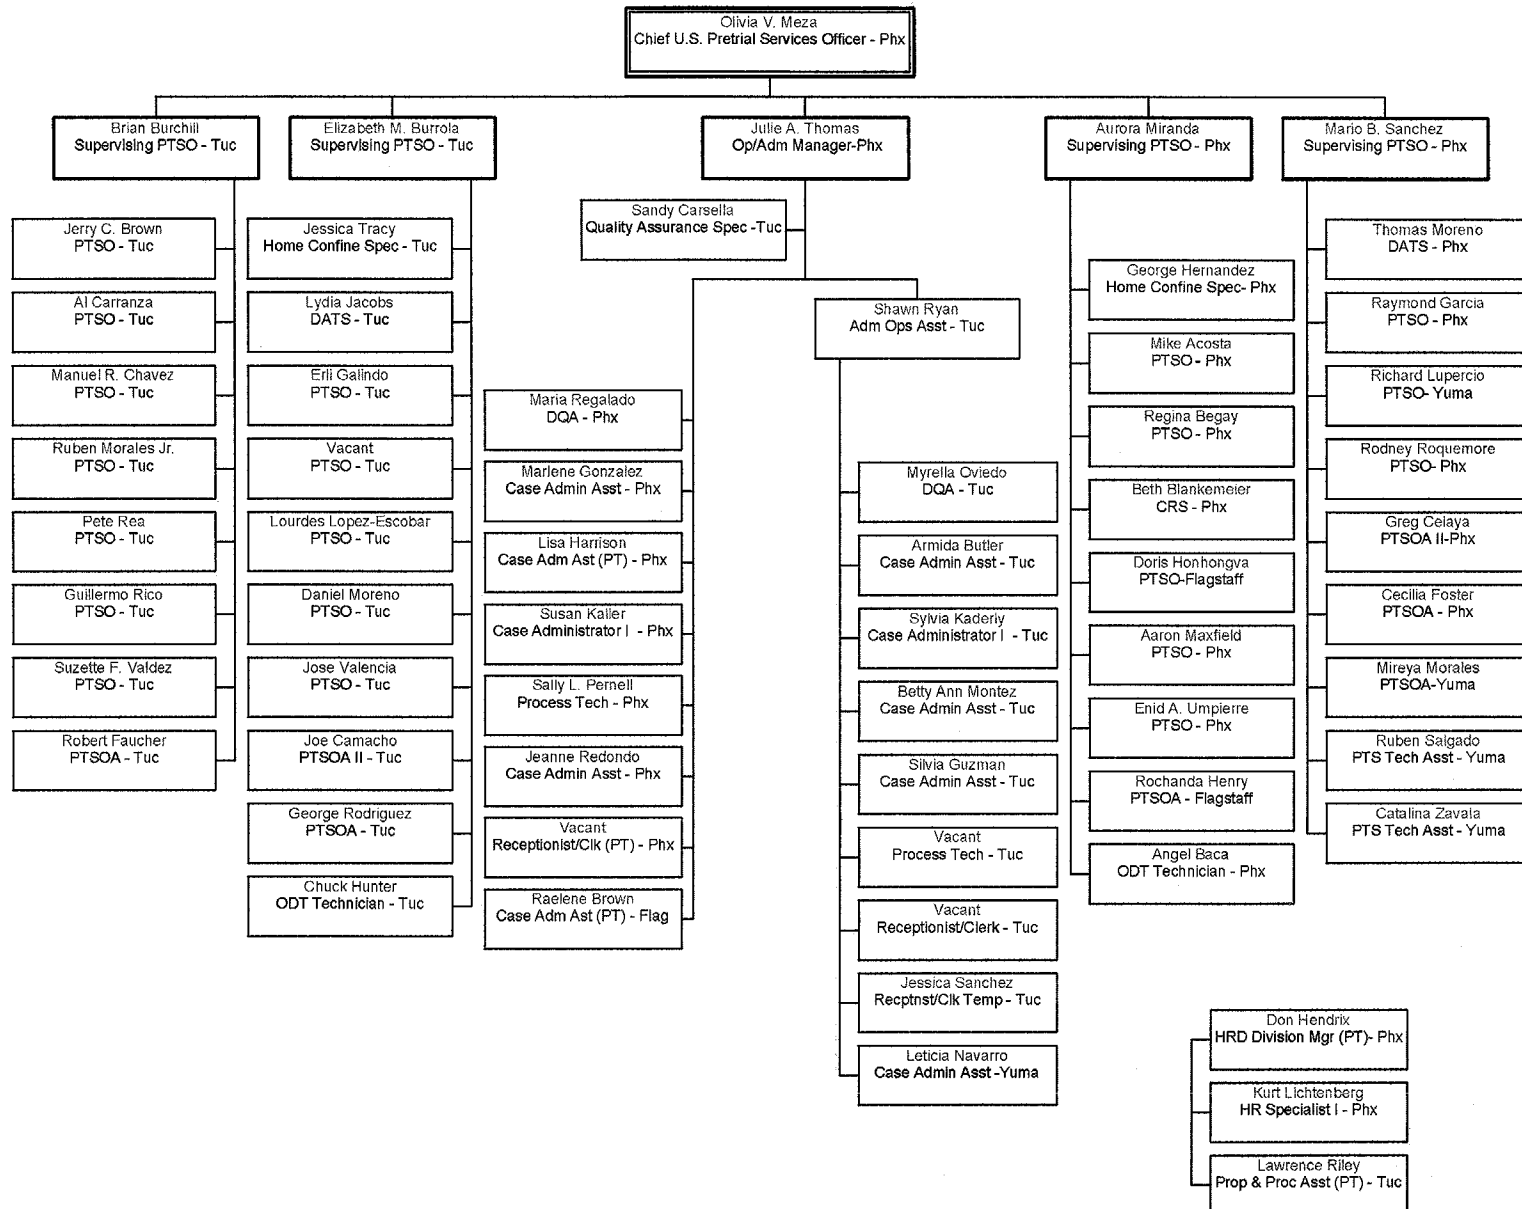 Olivia V. Meza
Chief U.S. Pretrial Services Officer - Phx
Brian Burchill
Supervising PTSO - Tuc
Elizabeth M. Burrola
Supervising PTSO - Tuc
Julie A. Thomas
Op/Adm Manager-Phx
Aurora Miranda
Supervising PTSO - Phx
Mario B. Sanchez
Supervising PTSO - Phx
Jerry C. Brown
PTSO - Tuc
Al Carranza
PTSO - Tuc
Manuel R. Chavez
PTSO - Tuc
Ruben Morales Jr.
PTSO - Tuc
Pete Rea
PTSO - Tuc
Guillermo Rico
PTSO - Tuc
Suzette F. Valdez
PTSO - Tuc
Robert Faucher
PTSOA - Tuc
Jessica Tracy
Home Confine Spec - Tuc
Lydia Jacobs
DATS - Tuc
Erli Galindo
PTSO - Tuc
Vacant
PTSO - Tuc
Lourdes Lopez-Escobar
PTSO - Tuc
Daniel Moreno
PTSO - Tuc
Jose Valencia
PTSO - Tuc
Joe Camacho
PTSOA II - Tuc
George Rodriguez
PTSOA - Tuc
Chuck Hunter
ODT Technician - Tuc
Sandy Carsella
Quality Assurance Spec -Tuc
Maria Regalado
DQA - Phx
Marlene Gonzalez
Case Admin Asst - Phx
Lisa Harrison
Case Adm Ast (PT) - Phx
Susan Kaller
Case Administrator I - Phx
Sally L. Pernell
Process Tech - Phx
Jeanne Redondo
Case Admin Asst - Phx
Vacant
Receptionist/Clk (PT) - Phx
Raelene Brown
Case Adm Ast (PT) - Flag
Shawn Ryan
Adm Ops Asst - Tuc
Myrella Oviedo
DQA - Tuc
Armida Butler
Case Admin Asst - Tuc
Sylvia Kaderly
Case Administrator I - Tuc
Betty Ann Montez
Case Admin Asst - Tuc
Silvia Guzman
Case Admin Asst - Tuc
Vacant
Process Tech - Tuc
Vacant
Receptionist/Clerk - Tuc
Jessica Sanchez
Recptnst/Clk Temp - Tuc
Leticia Navarro
Case Admin Asst -Yuma
George Hernandez
Home Confine Spec- Phx
Mike Acosta
PTSO - Phx
Regina Begay
PTSO - Phx
Beth Blankemeier
CRS - Phx
Doris Honhongva
PTSO-Flagstaff
Aaron Maxfield
PTSO - Phx
Enid A. Umpierre
PTSO - Phx
Rochanda Henry
PTSOA - Flagstaff
Angel Baca
ODT Technician - Phx
Thomas Moreno
DATS - Phx
Raymond Garcia
PTSO - Phx
Richard Lupercio
PTSO- Yuma
Rodney Roquemore
PTSO- Phx
Greg Celaya
PTSOA II-Phx
Cecilia Foster
PTSOA - Phx
Mireya Morales
PTSOA-Yuma
Ruben Salgado
PTS Tech Asst - Yuma
Catalina Zavala
PTS Tech Asst - Yuma
Don Hendrix
HRD Division Mgr (PT)- Phx
Kurt Lichtenberg
HR Specialist I - Phx
Lawrence Riley
Prop & Proc Asst (PT) - Tuc